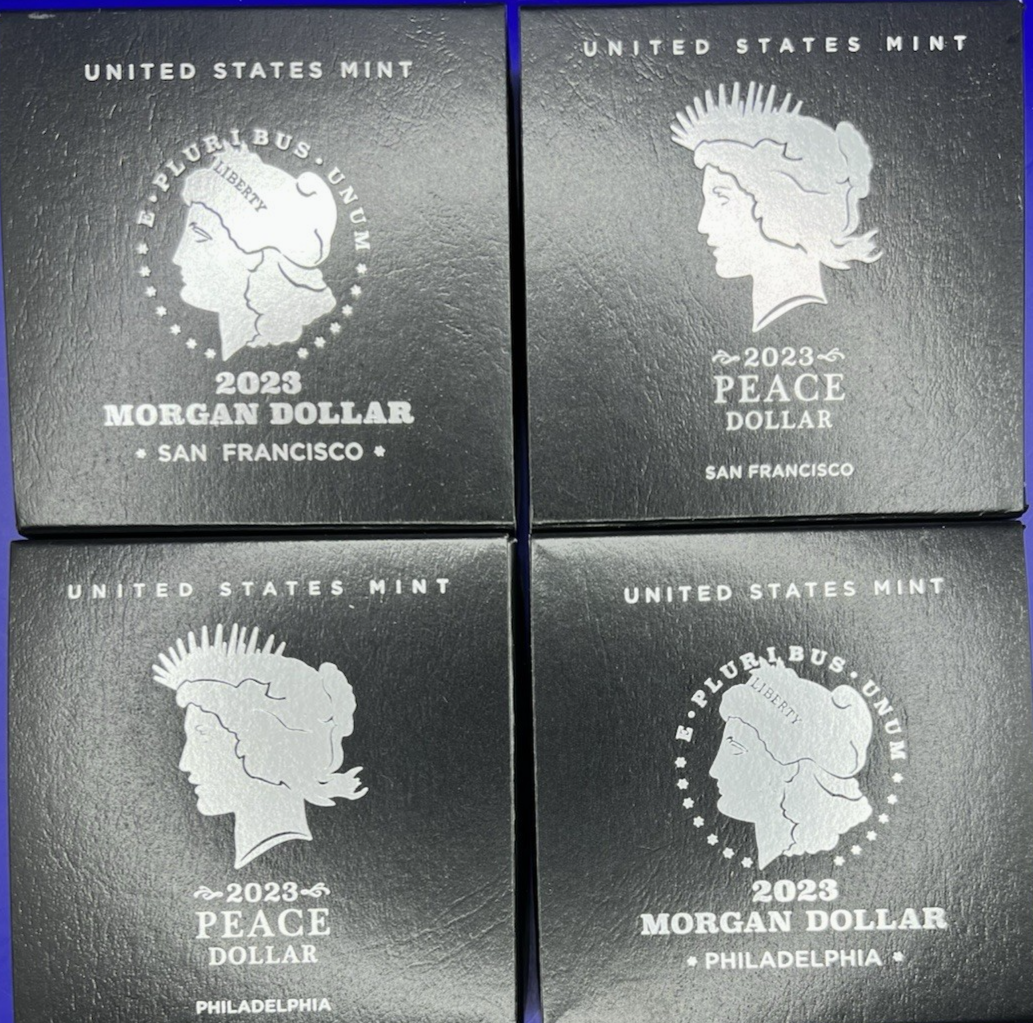 UNITED STATES MINT
E · PLURIBUS · UNUM
LIBERTY
2023
MORGAN DOLLAR
* SAN FRANCISCO *
UNITED STATES MINT
2023
PEACE
DOLLAR
SAN FRANCISCO
UNITED STATES MINT
2023
PEACE
DOLLAR
PHILADELPHIA
UNITED STATES MINT
E · PLURIBUS · UNUM
LIBERTY
2023
MORGAN DOLLAR
* PHILADELPHIA *